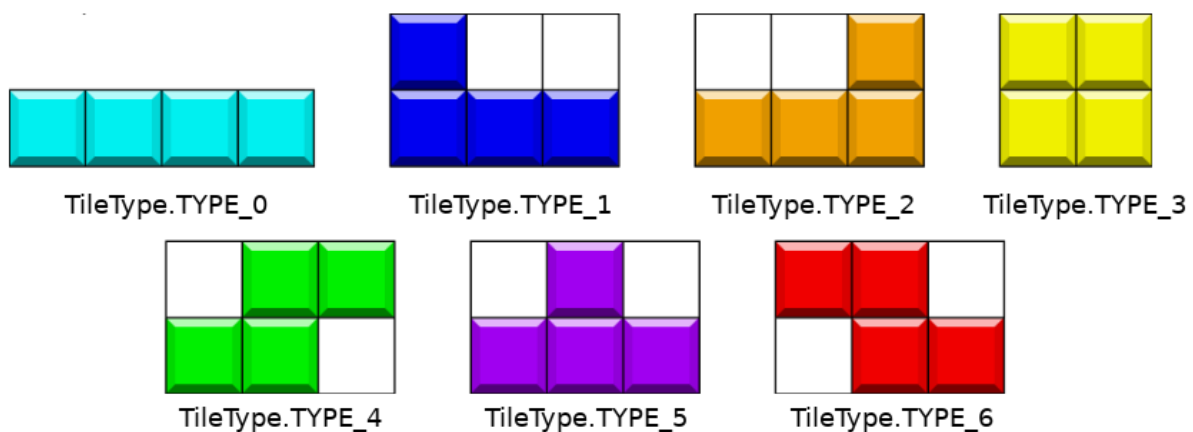 TileType.TYPE_0
TileType.TYPE_1
TileType.TYPE_2
TileType.TYPE_3
TileType.TYPE_4
TileType.TYPE_5
TileType.TYPE_6